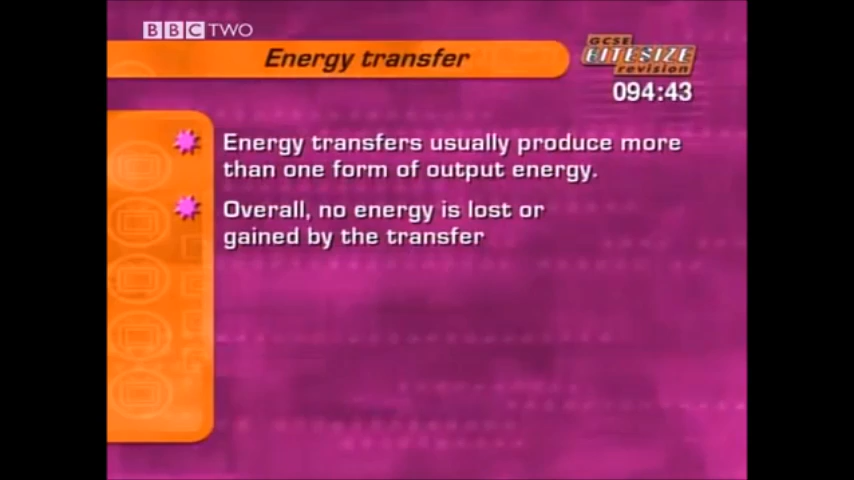 BBC TWO
Energy transfer
GCSE
BITESIZE
revision
094:43
Energy transfers usually produce more
than one form of output energy.
Overall, no energy is lost or
gained by the transfer